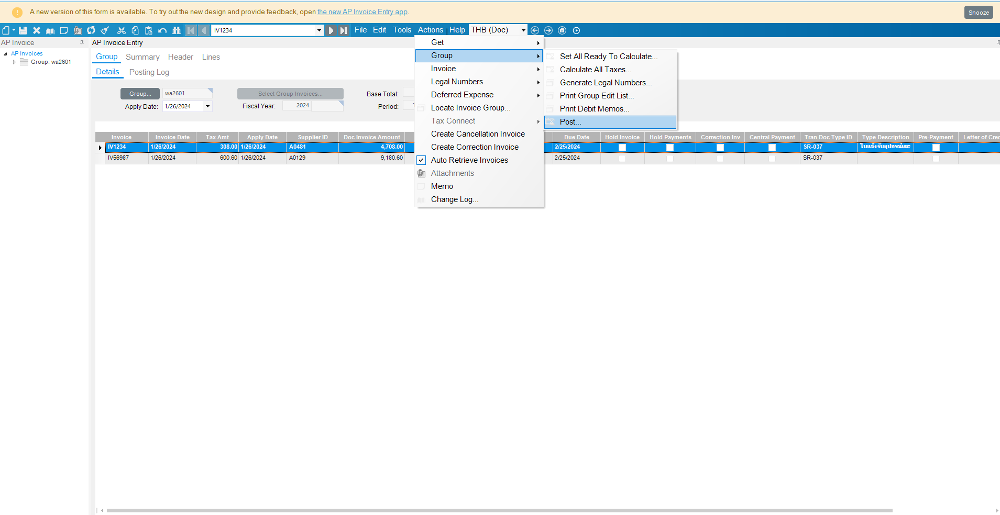 A new version of this form is available. To try out the new design and provide feedback, open the new AP Invoice Entry app.
Snooze
IV1234
File Edit Tools Actions Help THB (Doc)
AP Invoice
AP Invoice Entry
AP Invoices
Group: wa2601
Group Summary Header Lines
Details Posting Log
Group... wa2601 Select Group Invoices... Base Total:
Apply Date: 1/26/2024 Fiscal Year: 2024 Period: 1
Get
Group
Invoice
Legal Numbers
Deferred Expense
Locate Invoice Group...
Tax Connect
Create Cancellation Invoice
Create Correction Invoice
Auto Retrieve Invoices
Attachments
Memo
Change Log...
Set All Ready To Calculate...
Calculate All Taxes...
Generate Legal Numbers...
Print Group Edit List...
Print Debit Memos...
Post...
Invoice Invoice Date Tax Amt Apply Date Supplier ID Doc Invoice Amount Due Date Hold Invoice Hold Payments Correction Inv Central Payment Tran Doc Type ID Type Description Pre-Payment Letter of Cred
IV1234 1/26/2024 308.00 1/26/2024 A0481 4,708.00 2/25/2024 SR-037
IV56987 1/26/2024 600.60 1/26/2024 A0129 9,180.60 2/25/2024 SR-037